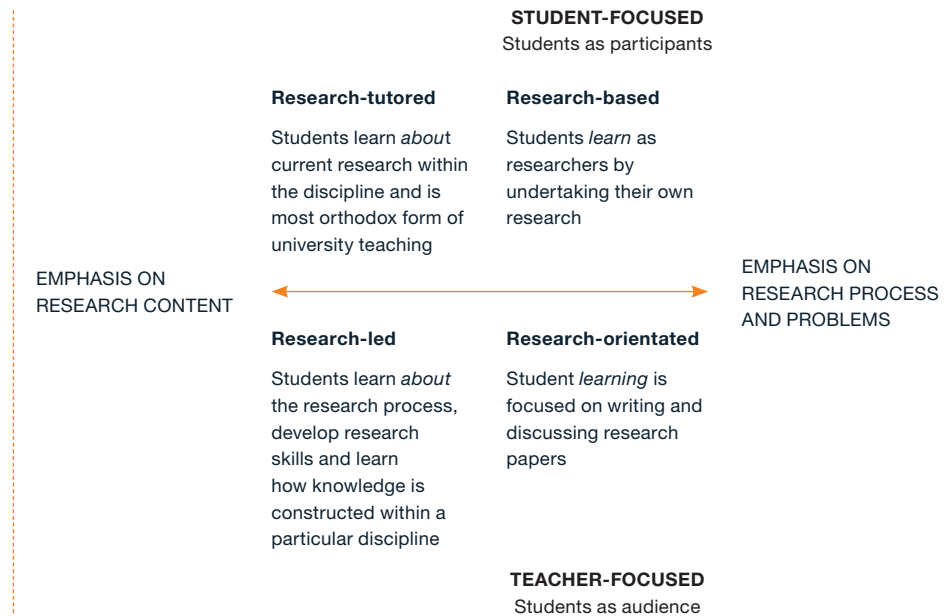 STUDENT-FOCUSED
Students as participants
Research-tutored
Students learn about
current research within
the discipline and is
most orthodox form of
university teaching
Research-based
Students learn as
researchers by
undertaking their own
research
EMPHASIS ON
RESEARCH CONTENT
EMPHASIS ON
RESEARCH PROCESS
AND PROBLEMS
Research-led
Students learn about
the research process,
develop research
skills and learn
how knowledge is
constructed within a
particular discipline
Research-orientated
Student learning is
focused on writing and
discussing research
papers
TEACHER-FOCUSED
Students as audience